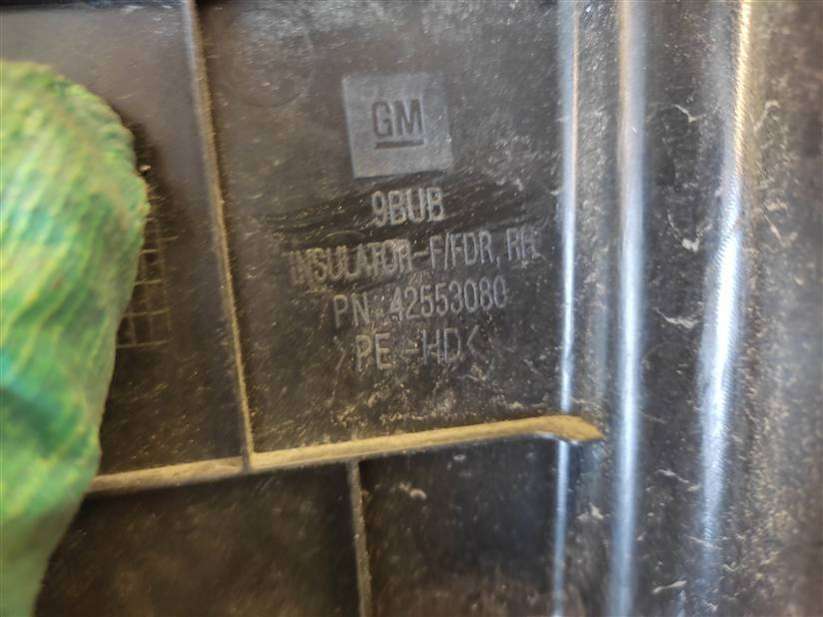 GM
9BUB
INSULATOR-F/FDR, RH
PN 42553080
>PE-HD<